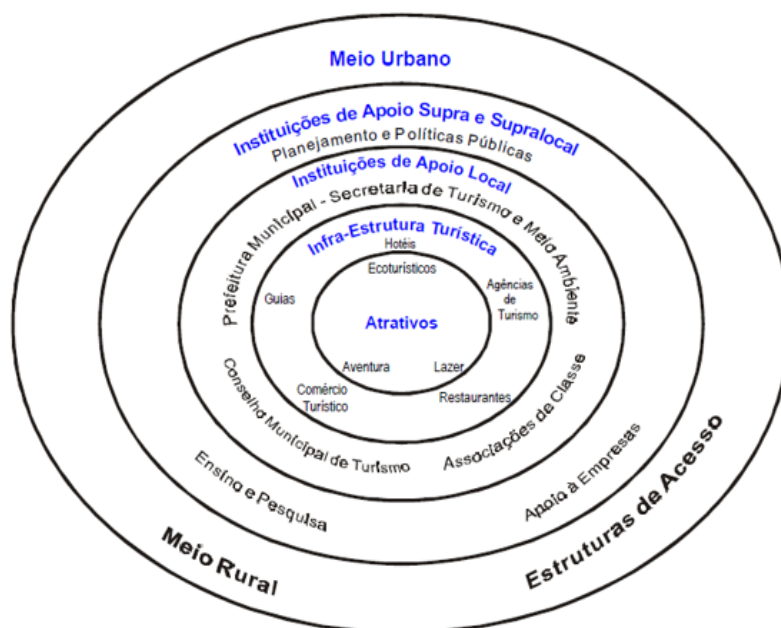 Meio Urbano
Instituições de Apoio Supra e Supralocal
Planejamento e Políticas Públicas
Instituições de Apoio Local
Prefeitura Municipal - Secretaria de Turismo e Meio Ambiente
Infra-Estrutura Turística
Hotéis
Ecoturísticos
Guias
Agências
de
Turismo
Atrativos
Aventura
Lazer
Comércio
Turístico
Restaurantes
Conselho Municipal de Turismo
Associações de Classe
Ensino e Pesquisa
Apoio à Empresas
Meio Rural
Estruturas de Acesso